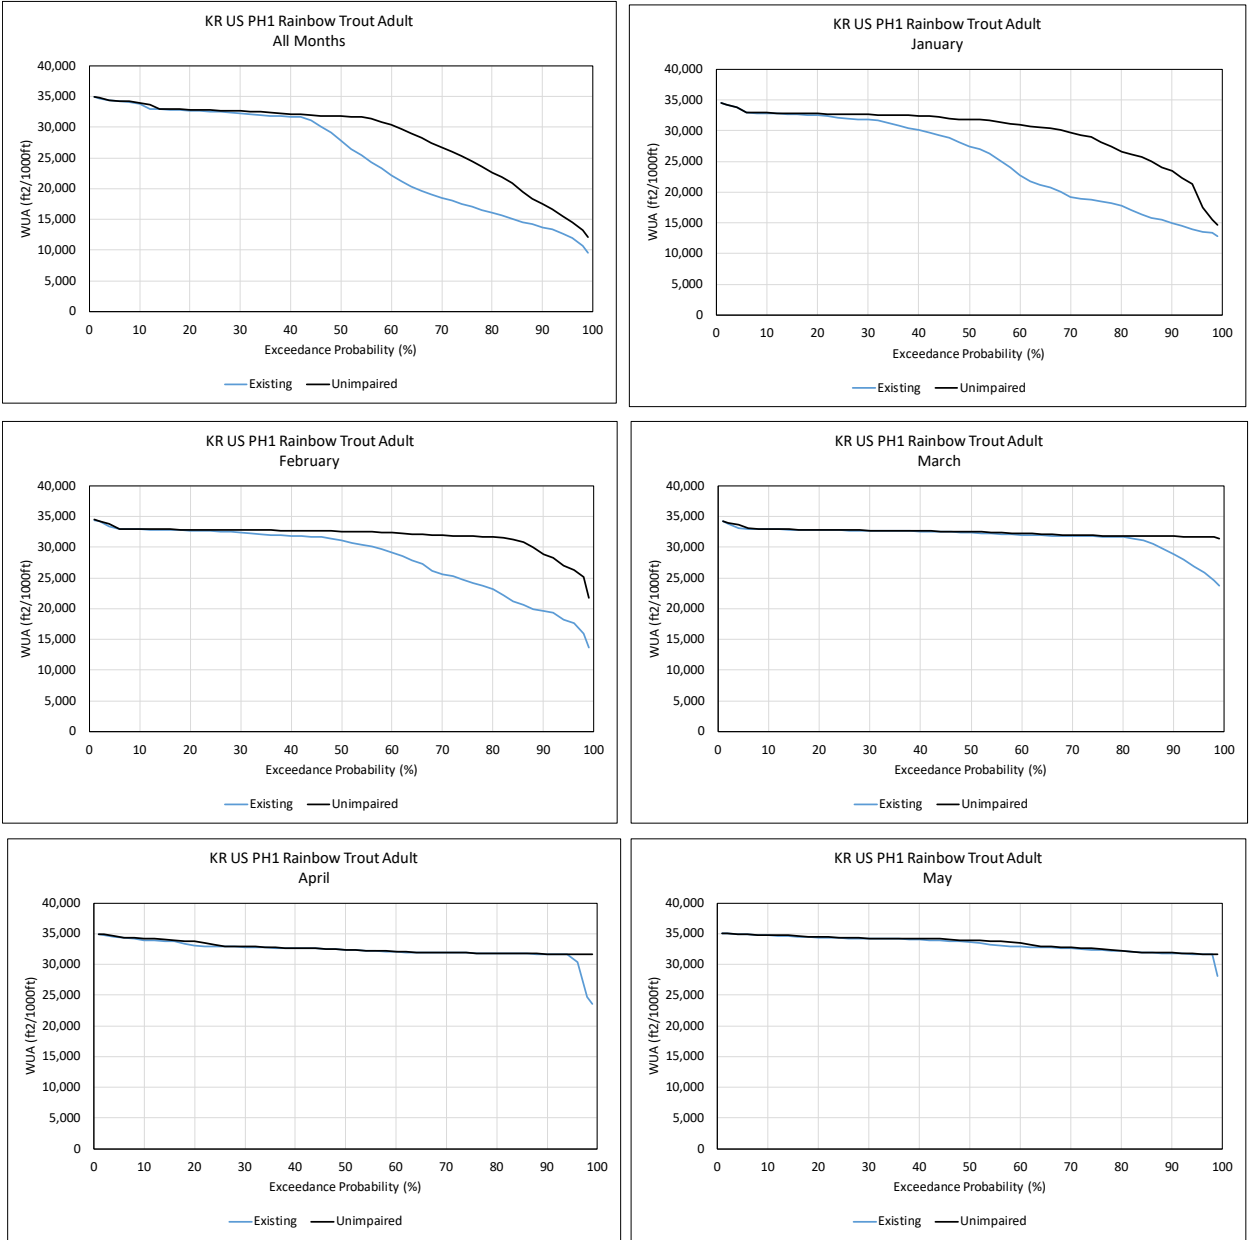 KR US PH1 Rainbow Trout Adult
All Months
40,000
35,000
30,000
25,000
20,000
15,000
10,000
5,000
0
WUA (ft2/1000ft)
0 10 20 30 40 50 60 70 80 90 100
Exceedance Probability (%)
Existing Unimpaired
KR US PH1 Rainbow Trout Adult
January
40,000
35,000
30,000
25,000
20,000
15,000
10,000
5,000
0
WUA (ft2/1000ft)
0 10 20 30 40 50 60 70 80 90 100
Exceedance Probability (%)
Existing Unimpaired
KR US PH1 Rainbow Trout Adult
February
40,000
35,000
30,000
25,000
20,000
15,000
10,000
5,000
0
WUA (ft2/1000ft)
0 10 20 30 40 50 60 70 80 90 100
Exceedance Probability (%)
Existing Unimpaired
KR US PH1 Rainbow Trout Adult
March
40,000
35,000
30,000
25,000
20,000
15,000
10,000
5,000
0
WUA (ft2/1000ft)
0 10 20 30 40 50 60 70 80 90 100
Exceedance Probability (%)
Existing Unimpaired
KR US PH1 Rainbow Trout Adult
April
40,000
35,000
30,000
25,000
20,000
15,000
10,000
5,000
0
WUA (ft2/1000ft)
0 10 20 30 40 50 60 70 80 90 100
Exceedance Probability (%)
Existing Unimpaired
KR US PH1 Rainbow Trout Adult
May
40,000
35,000
30,000
25,000
20,000
15,000
10,000
5,000
0
WUA (ft2/1000ft)
0 10 20 30 40 50 60 70 80 90 100
Exceedance Probability (%)
Existing Unimpaired